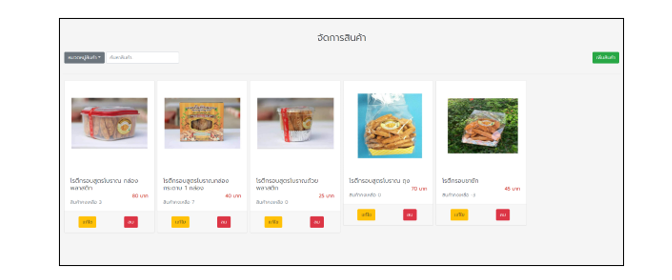 จัดการสินค้า
หมวดหมู่สินค้า
ค้นหาสินค้า
เพิ่มสินค้า
โรตีกรอบสูตรโบราณ กล่อง
พลาสติก
60 บาท
สินค้าคงเหลือ 3
แก้ไข
ลบ
โรตีกรอบสูตรโบราณกล่อง
กระดาษ 1 กล่อง
40 บาท
สินค้าคงเหลือ 7
แก้ไข
ลบ
โรตีกรอบสูตรโบราณถ้วย
พลาสติก
25 บาท
สินค้าคงเหลือ 0
แก้ไข
ลบ
โรตีกรอบสูตรโบราณ ถุง
70 บาท
สินค้าคงเหลือ 0
แก้ไข
ลบ
โรตีกรอบชาชัก
45 บาท
สินค้าคงเหลือ
แก้ไข
ลบ